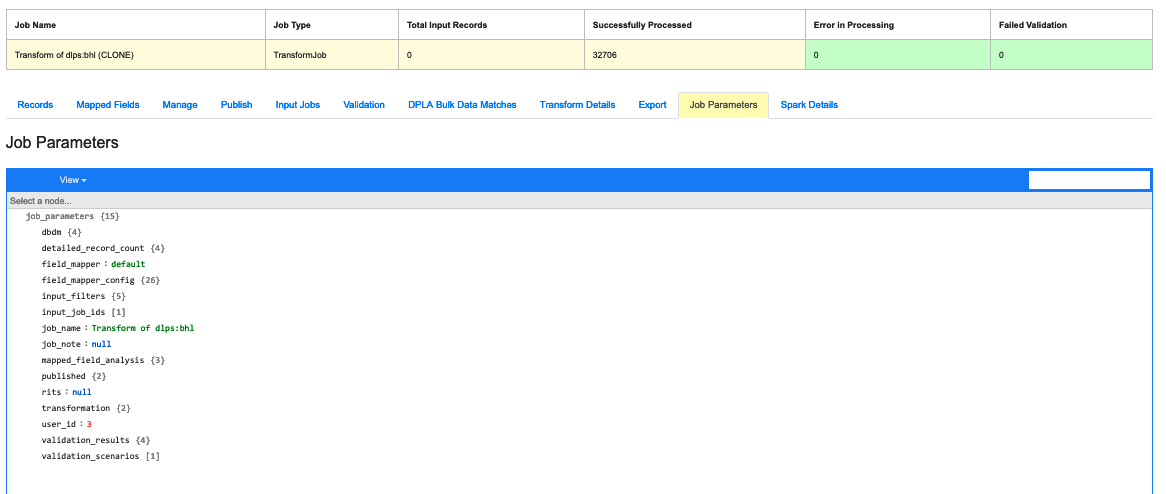 Job Name Job Type Total Input Records Successfully Processed Error in Processing Failed Validation
Transform of dlps:bhl (CLONE) TransformJob 0 32706 0 0
Records Mapped Fields Manage Publish Input Jobs Validation DPLA Bulk Data Matches Transform Details Export Job Parameters Spark Details
Job Parameters
View
Select a node...
job_parameters {15}
dbdm {4}
detailed_record_count {4}
field_mapper : default
field_mapper_config {26}
input_filters {5}
input_job_ids [1]
job_name : Transform of dlps:bhl
job_note : null
mapped_field_analysis {3}
published {2}
rits : null
transformation {2}
user_id : 3
validation_results {4}
validation_scenarios [1]